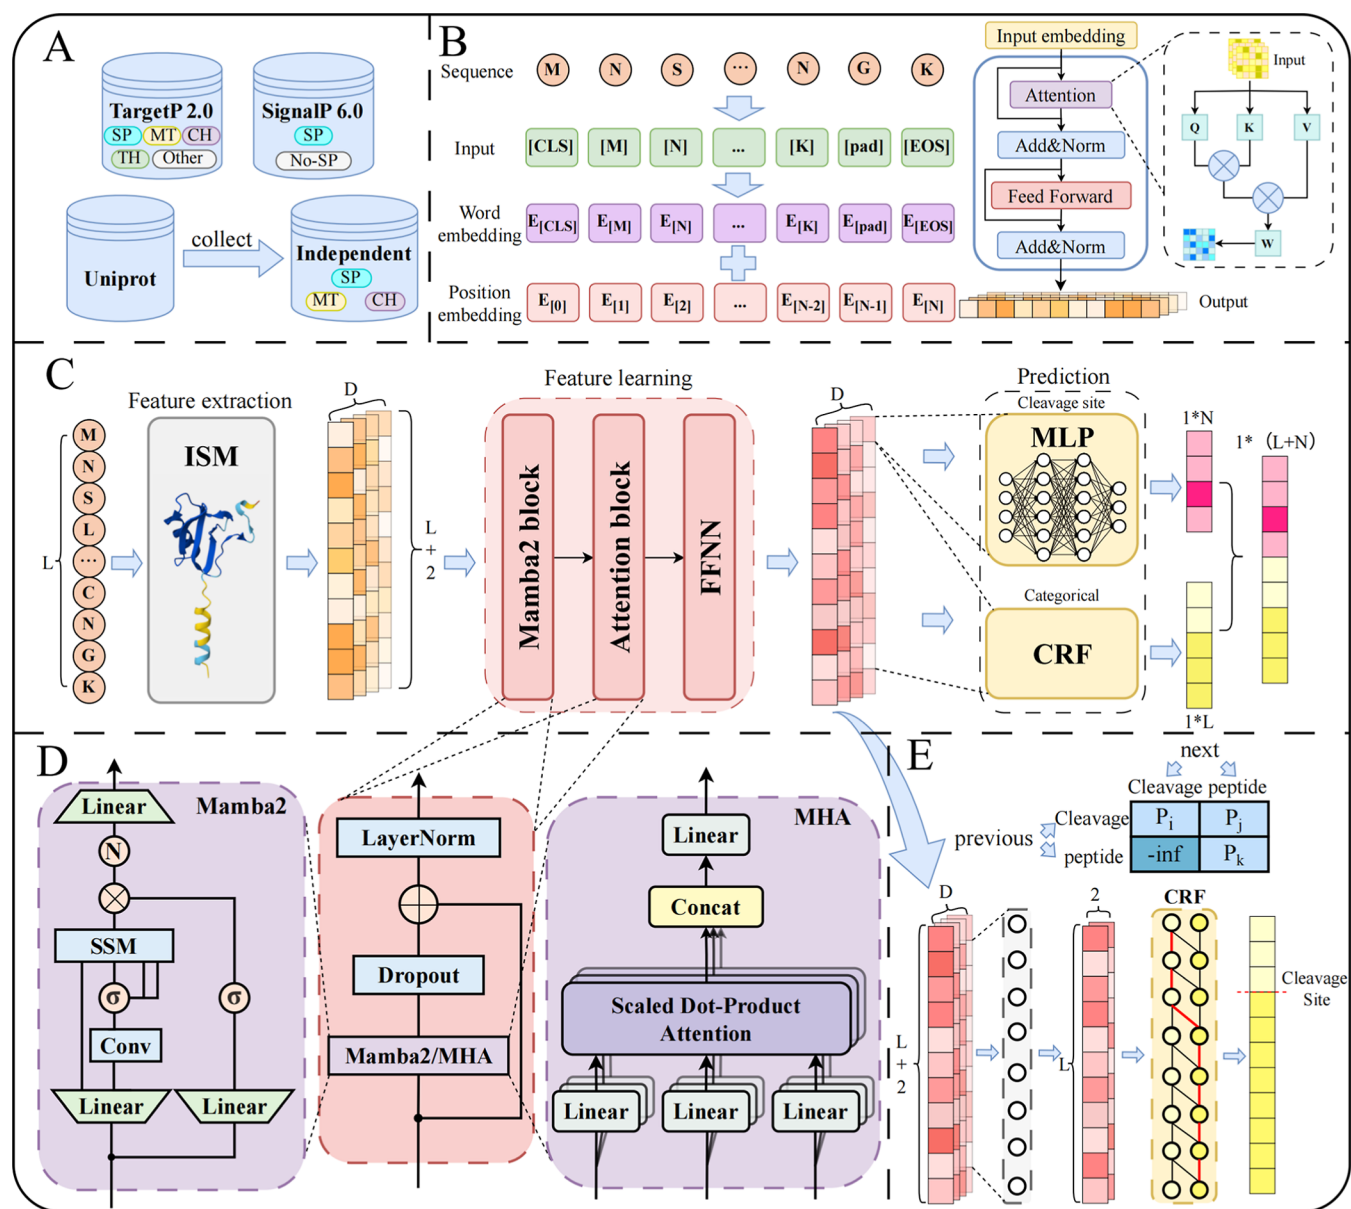 A
TargetP 2.0
SP MT CH
TH Other
SignalP 6.0
SP
No-SP
Uniprot
collect
Independent
SP
MT CH
B
Sequence
M N S ... N G K
Input
[CLS] [M] [N] ... [K] [pad] [EOS]
Word
embedding
E[CLS] E[M] E[N] ... E[K] E[pad] E[EOS]
Position
embedding
E[0] E[1] E[2] ... E[N-2] E[N-1] E[N]
Input embedding
Attention
Add&Norm
Feed Forward
Add&Norm
Output
Input
Q K V
W
C
L
M
N
S
L
...
C
N
G
K
Feature extraction
ISM
D
L
+
2
Feature learning
Mamba2 block
Attention block
FFNN
D
Prediction
Cleavage site
MLP
Categorical
CRF
1*N
1*L
1* (L+N)
D
Linear
Mamba2
N
SSM
σ
σ
Conv
Linear
Linear
LayerNorm
Dropout
Mamba2/MHA
MHA
Linear
Concat
Scaled Dot-Product
Attention
Linear
Linear
Linear
E
next
Cleavage peptide
previous
Cleavage
Pi Pj
peptide
-inf Pk
D
L
+
2
2
L
CRF
Cleavage
Site